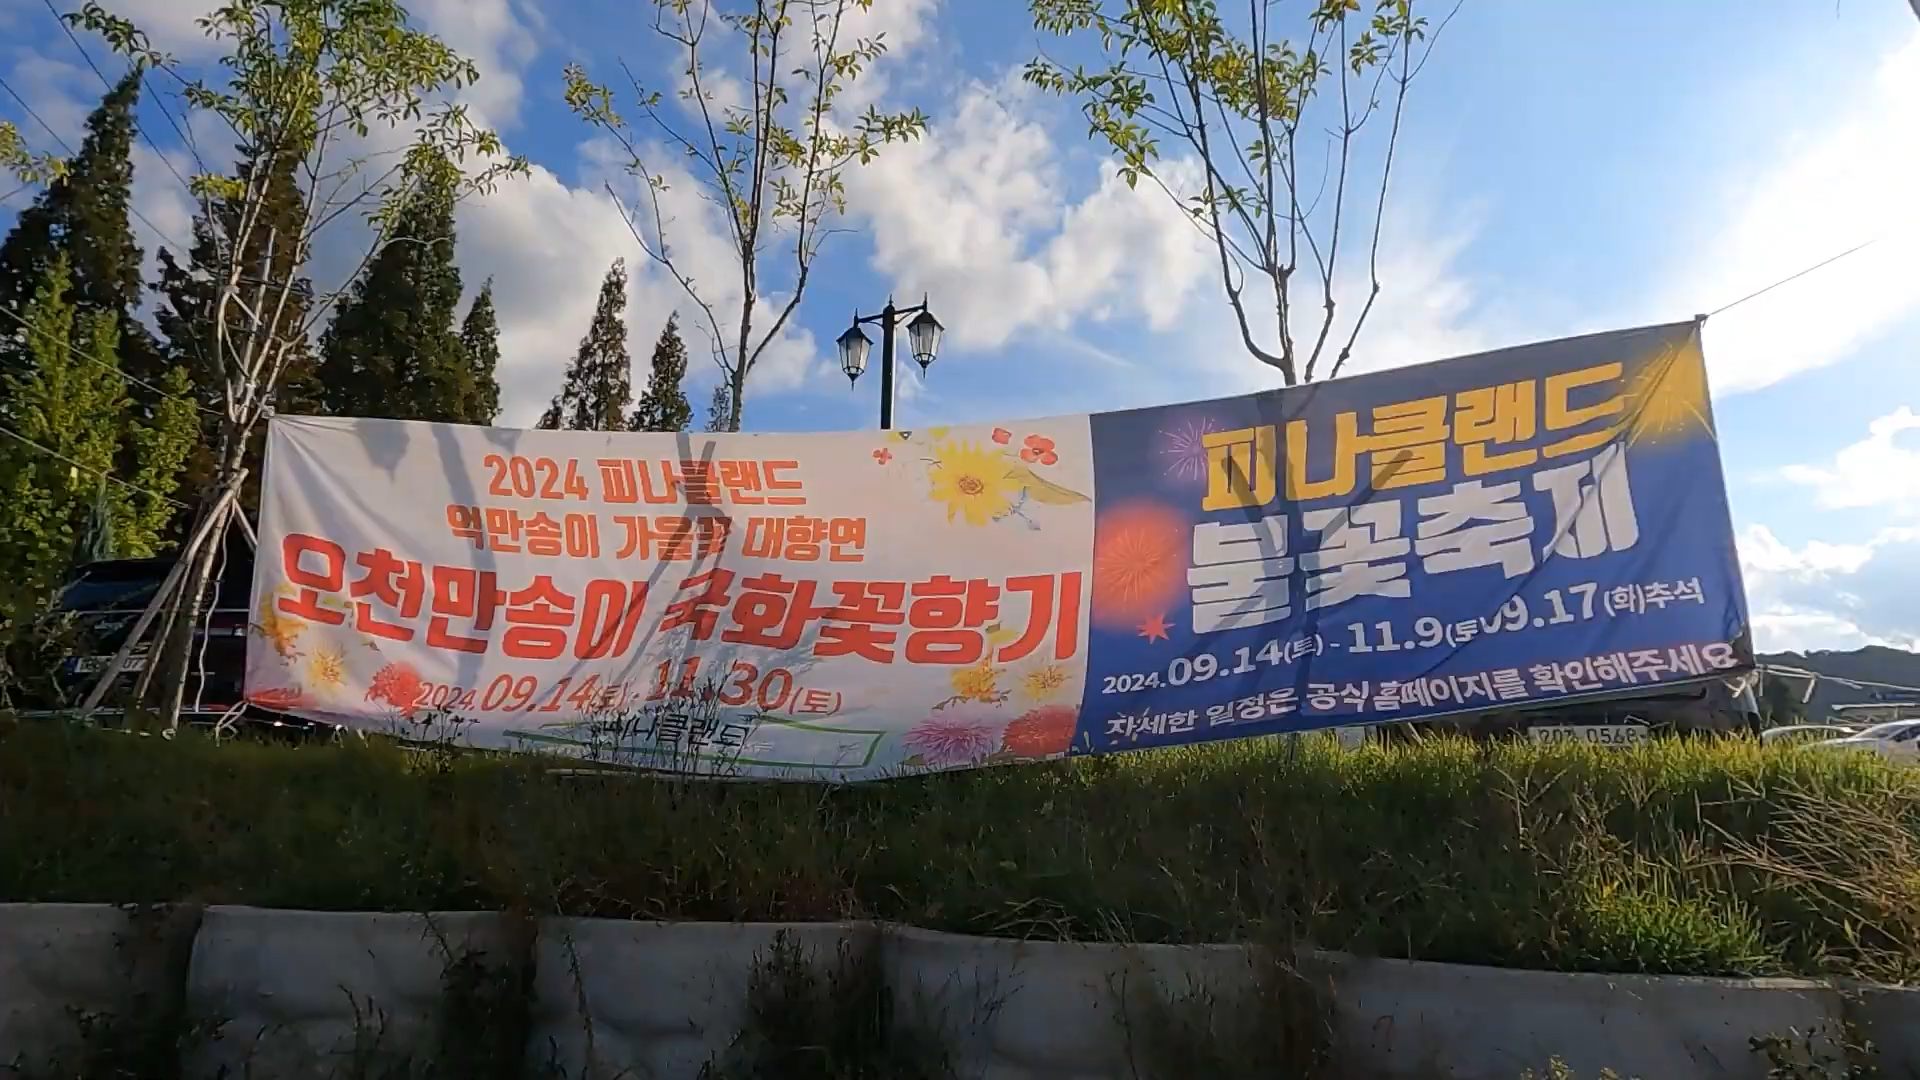 2024 피나클랜드
억만송이 가을꽃 대향연
오천만송이 국화꽃향기
2024.09.14(토) - 11.30(토)
피나클랜드
피나클랜드
불꽃축제
2024.09.14(토) - 11.9(토)✓9.17(화)추석
자세한 일정은 공식 홈페이지를 확인해주세요